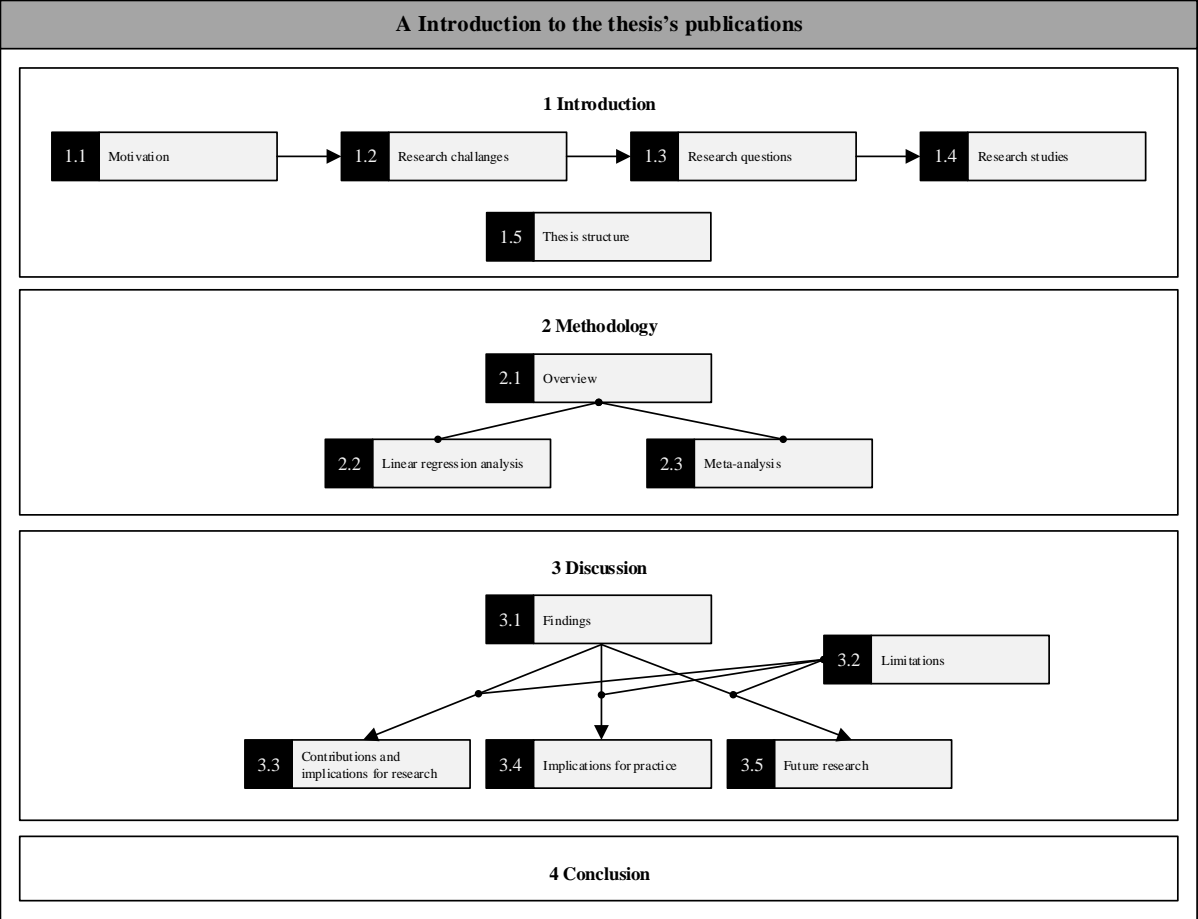 A Introduction to the thesis's publications
1 Introduction
1.1 Motivation
1.2 Research challanges
1.3 Research questions
1.4 Research studies
1.5 Thesis structure
2 Methodology
2.1 Overview
2.2 Linear regression analysis
2.3 Meta-analysis
3 Discussion
3.1 Findings
3.2 Limitations
3.3 Contributions and
implications for research
3.4 Implications for practice
3.5 Future research
4 Conclusion